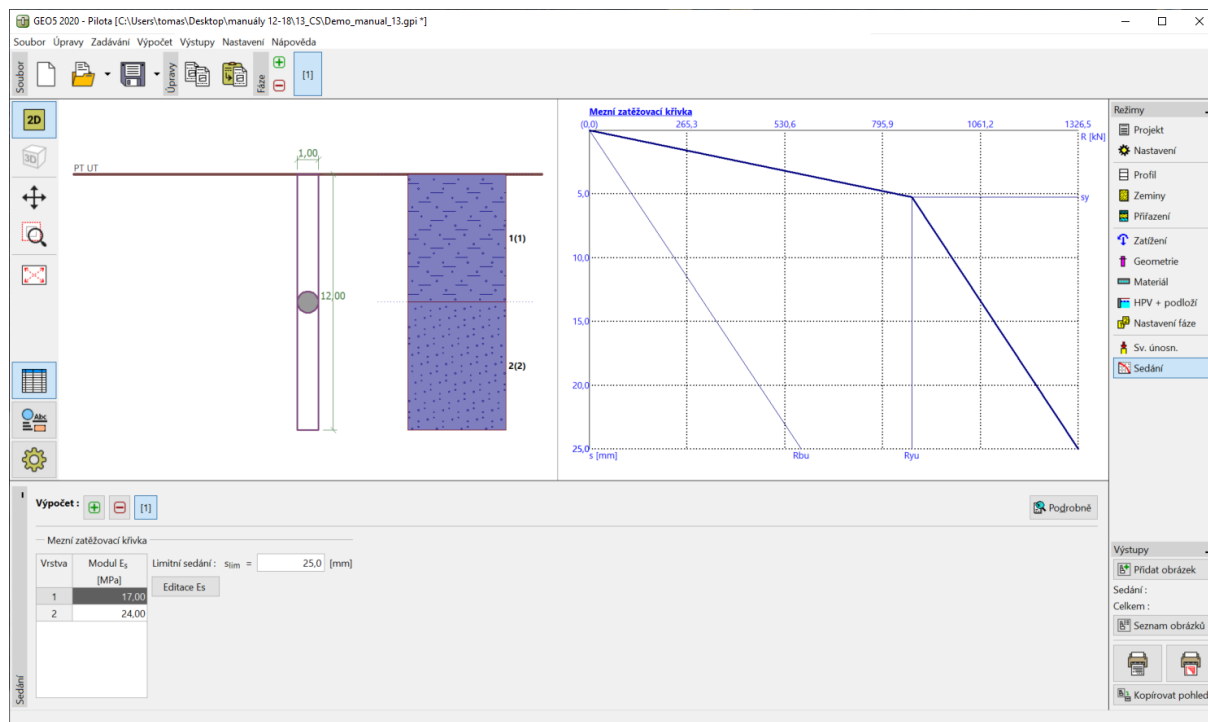 GEO5 2020 - Pilota [C:\Users\tomas\Desktop\manuály 12-18\13_CS\Demo_manual_13.gpi *]
Soubor Úpravy Zadávání Výpočet Výstupy Nastavení Nápověda
Soubor
Úpravy
Fáze
[1]
2D
3D
Abc
PT UT
1,00
12,00
1(1)
2(2)
Mezní zatěžovací křivka
(0,0) 265,3 530,6 795,9 1061,2 1326,5
R [kN]
5,0
sy
10,0
15,0
20,0
25,0
s [mm]
Rbu
Ryu
Režimy
Projekt
Nastavení
Profil
Zeminy
Přiřazení
Zatížení
Geometrie
Materiál
HPV + podloží
Nastavení fáze
Sv. únosn.
Sedání
Výpočet :
[1]
Podrobně
Mezní zatěžovací křivka
Vrstva Modul Es Limitní sedání : slim = 25,0 [mm]
[MPa]
Editace Es
1 17,00
2 24,00
Sedání
Výstupy
Přidat obrázek
Sedání :
Celkem :
Seznam obrázků
Kopírovat pohled